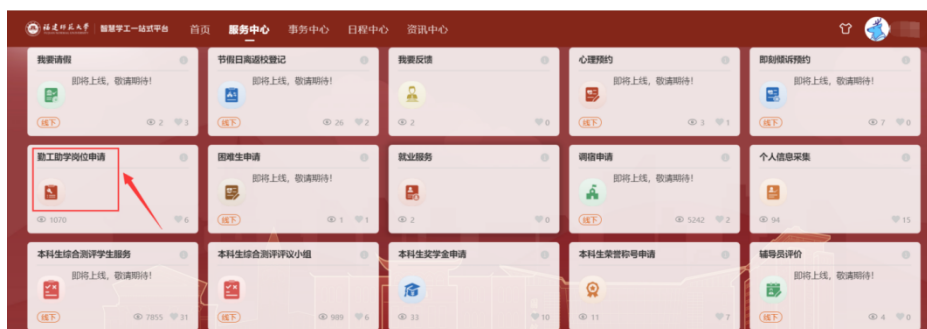 福建师范大学 智慧学工一站式平台 首页 服务中心 事务中心 日程中心 资讯中心
我要请假 节假日离返校登记 我要反馈 心理预约 即刻倾诉预约
即将上线，敬请期待! 即将上线，敬请期待! 即将上线，敬请期待! 即将上线，敬请期待!
线下 2 3 线下 26 2 2 0 线下 3 1 线下 7 0
勤工助学岗位申请 困难生申请 就业服务 调宿申请 个人信息采集
即将上线，敬请期待! 即将上线，敬请期待!
1070 6 线下 1 1 2 0 线下 5242 2 94 15
本科生综合测评学生服务 本科生综合测评评议小组 本科生奖学金申请 本科生荣誉称号申请 辅导员评价
即将上线，敬请期待! 即将上线，敬请期待!
线下 7855 31 线下 989 6 33 10 11 7 线下 4 0